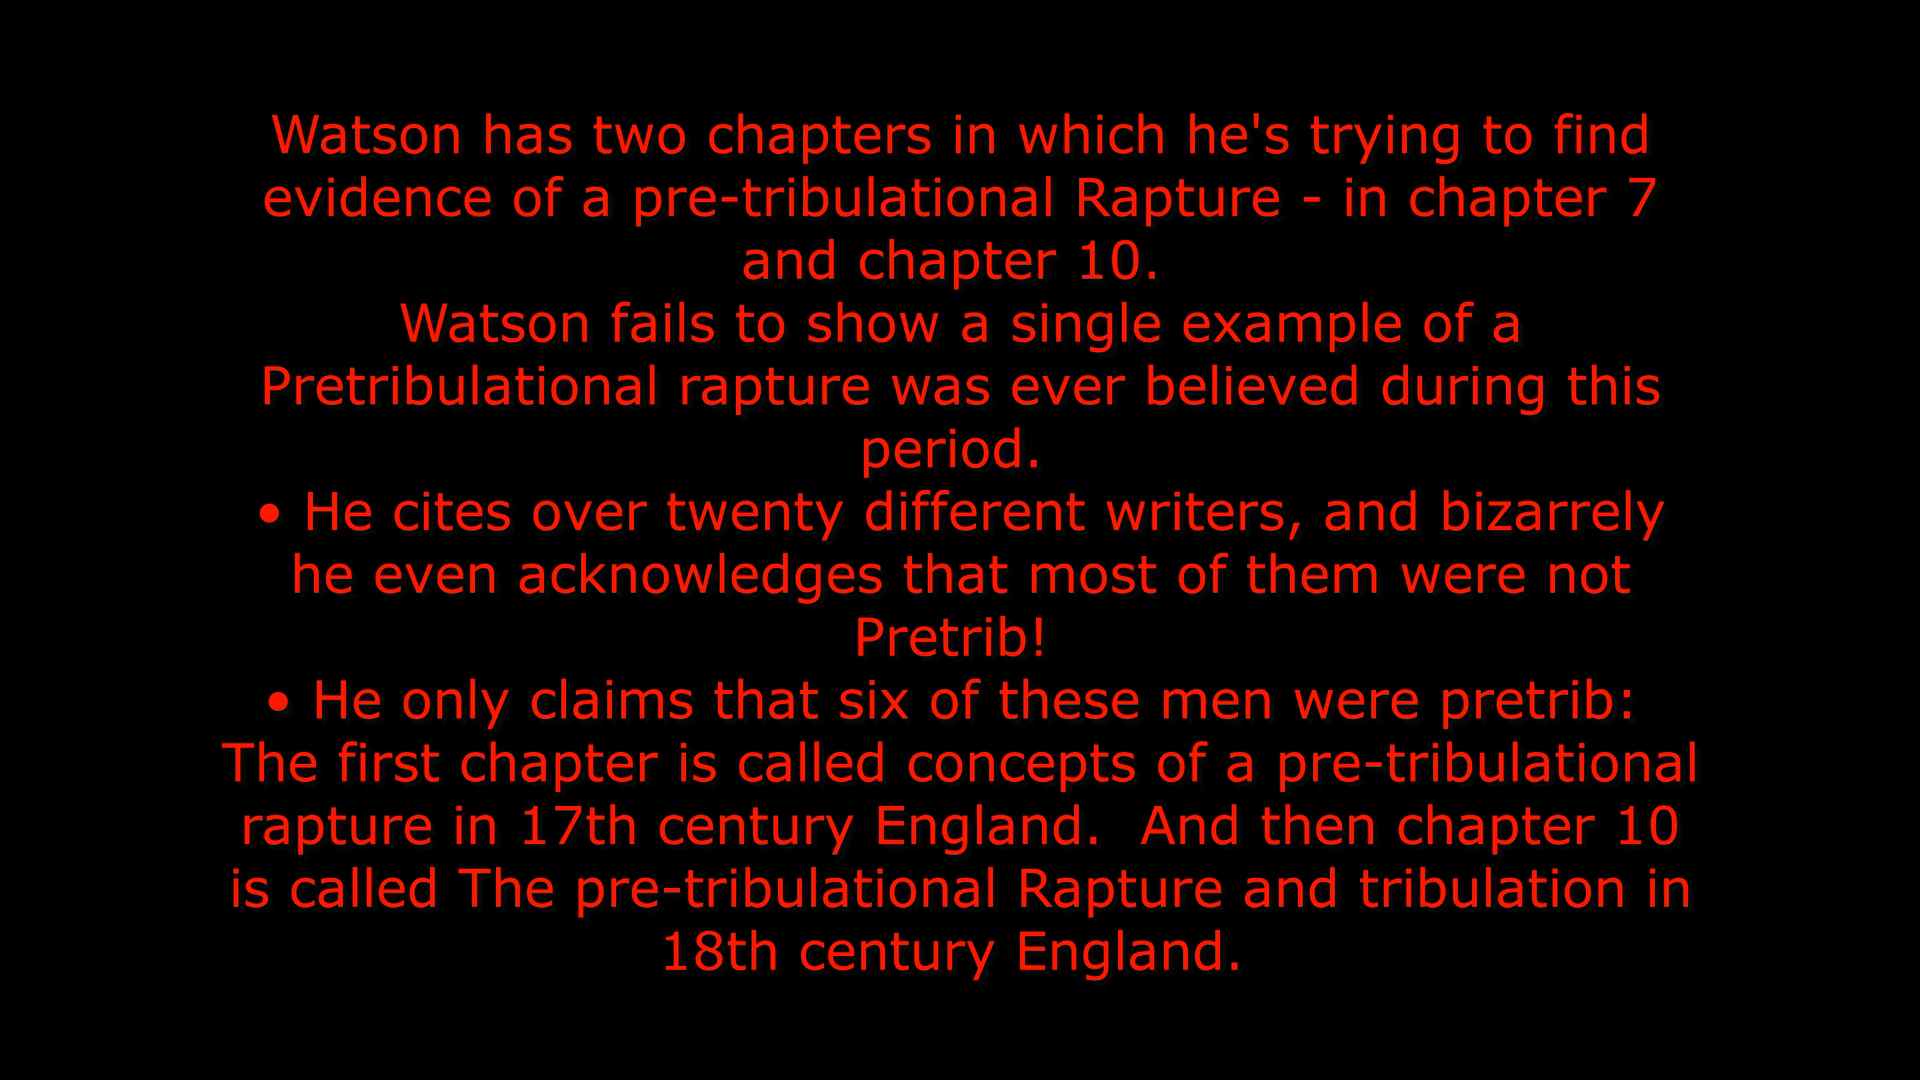 Watson has two chapters in which he's trying to find
evidence of a pre-tribulational Rapture - in chapter 7
and chapter 10.
Watson fails to show a single example of a
Pretribulational rapture was ever believed during this
period.
• He cites over twenty different writers, and bizarrely
he even acknowledges that most of them were not
Pretrib!
• He only claims that six of these men were pretrib:
The first chapter is called concepts of a pre-tribulational
rapture in 17th century England.  And then chapter 10
is called The pre-tribulational Rapture and tribulation in
18th century England.